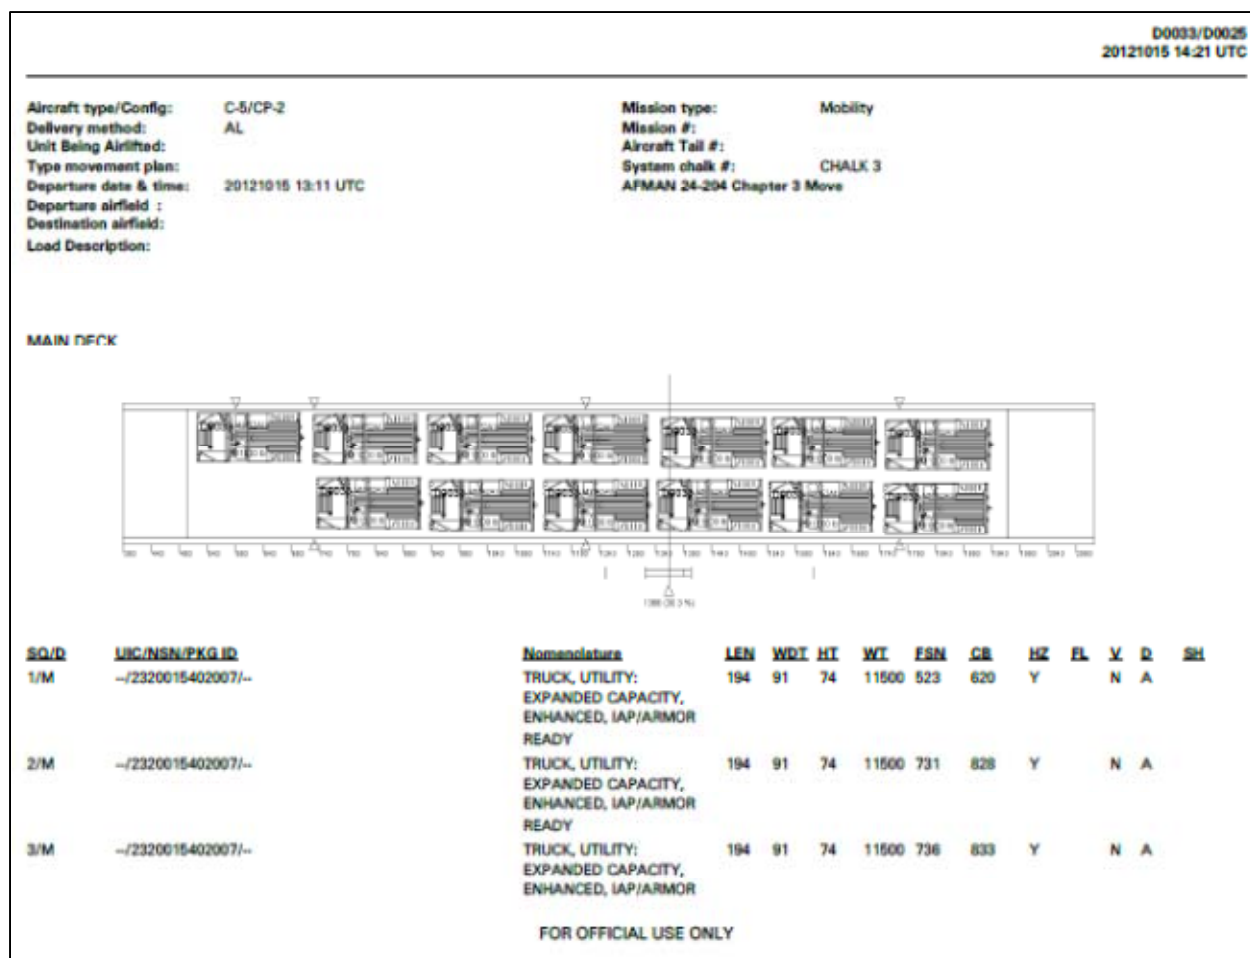 D0033/D0025
20121015 14:21 UTC
Aircraft type/Config: C-5/CP-2 Mission type: Mobility
Delivery method: AL Mission #:
Unit Being Airlifted: Aircraft Tail #:
Type movement plan: System chalk #: CHALK 3
Departure date & time: 20121015 13:11 UTC AFMAN 24-204 Chapter 3 Move
Departure airfield :
Destination airfield:
Load Description:
MAIN DECK
SQ/D UIC/NSN/PKG ID Nomenclature LEN WDT HT WT FSN CB HZ FL V D SH
1/M --/2320015402007/-- TRUCK, UTILITY: 194 91 74 11500 523 620 Y N A
EXPANDED CAPACITY,
ENHANCED, IAP/ARMOR
READY
2/M --/2320015402007/-- TRUCK, UTILITY: 194 91 74 11500 731 828 Y N A
EXPANDED CAPACITY,
ENHANCED, IAP/ARMOR
READY
3/M --/2320015402007/-- TRUCK, UTILITY: 194 91 74 11500 736 833 Y N A
EXPANDED CAPACITY,
ENHANCED, IAP/ARMOR
FOR OFFICIAL USE ONLY